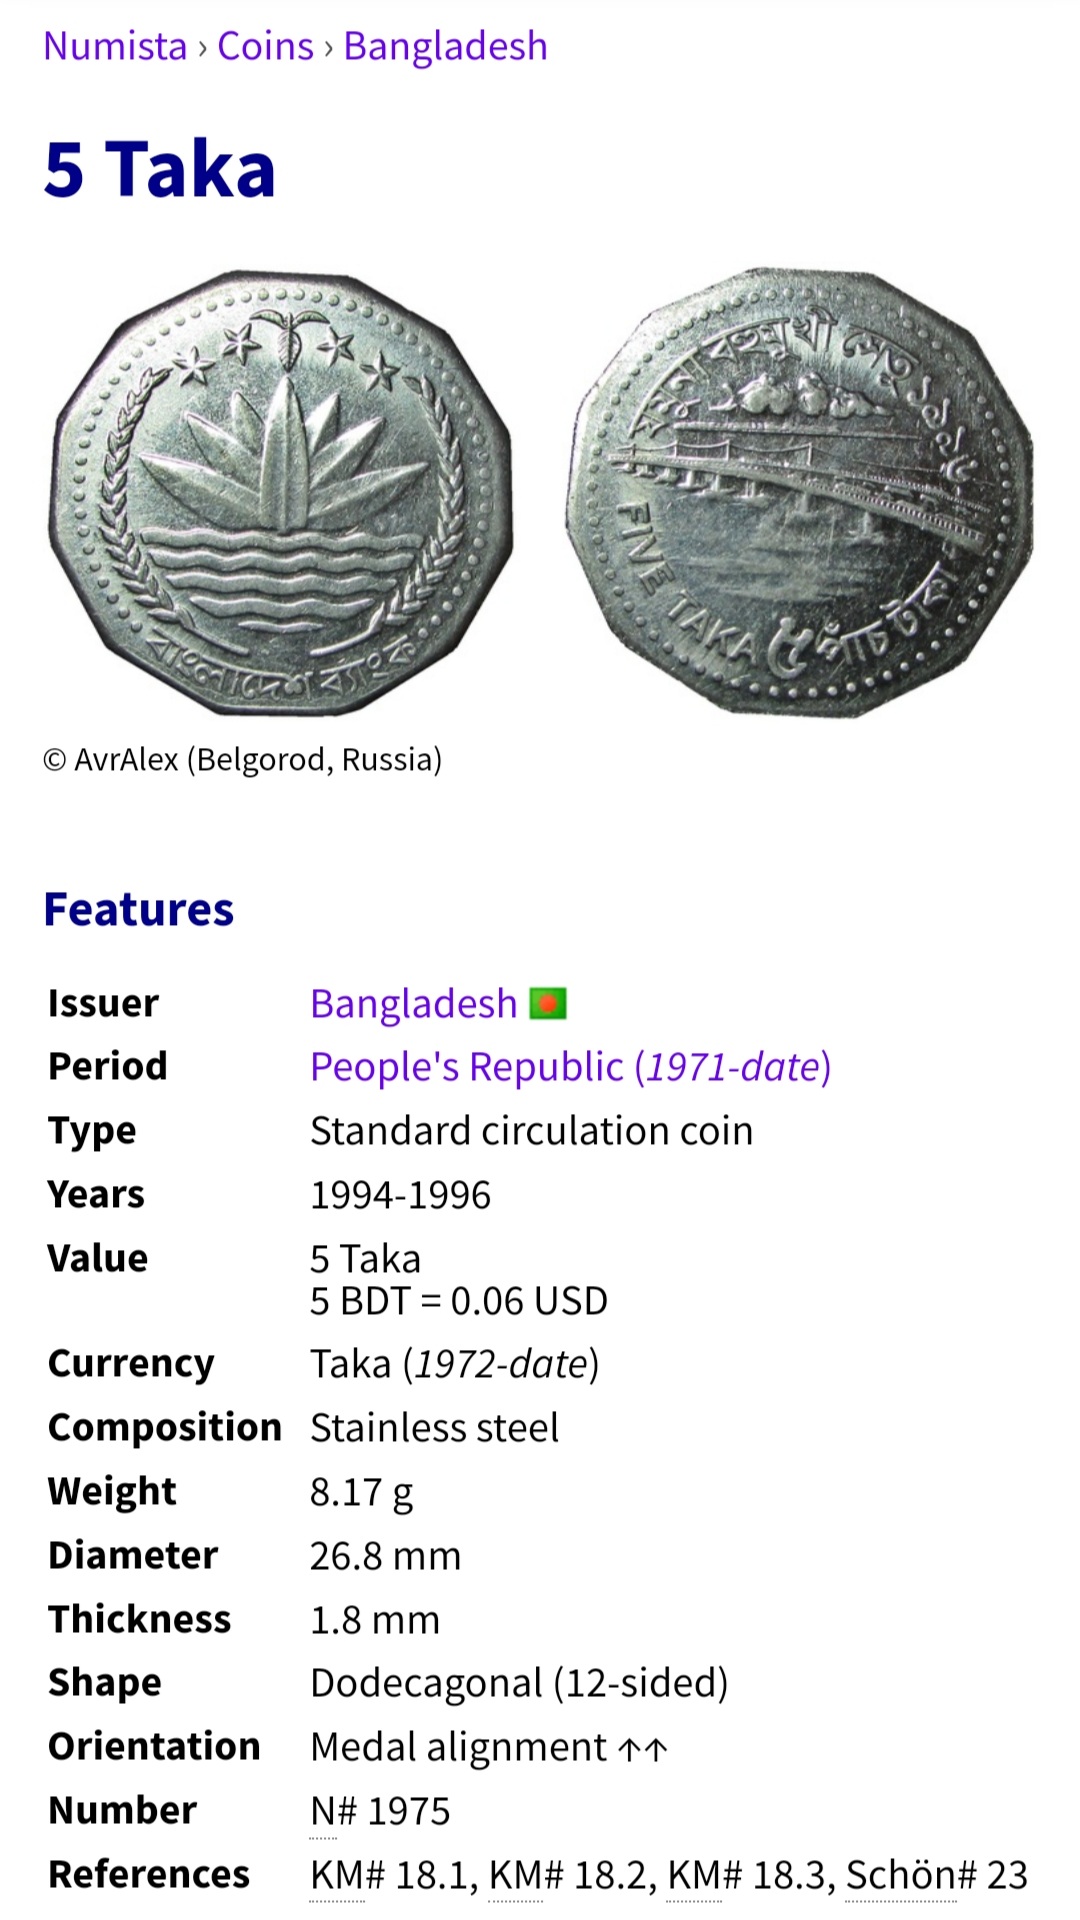 Numista › Coins › Bangladesh
5 Taka
যমুনা বহুমুখী সেতু ১৯৯৫
FIVE TAKA ৫ পাঁচ টাকা
বাংলাদেশ ব্যাংক
© AvrAlex (Belgorod, Russia)
Features
Issuer Bangladesh
Period People's Republic (1971-date)
Type Standard circulation coin
Years 1994-1996
Value 5 Taka
5 BDT = 0.06 USD
Currency Taka (1972-date)
Composition Stainless steel
Weight 8.17 g
Diameter 26.8 mm
Thickness 1.8 mm
Shape Dodecagonal (12-sided)
Orientation Medal alignment ↑↑
Number N# 1975
References KM# 18.1, KM# 18.2, KM# 18.3, Schön# 23